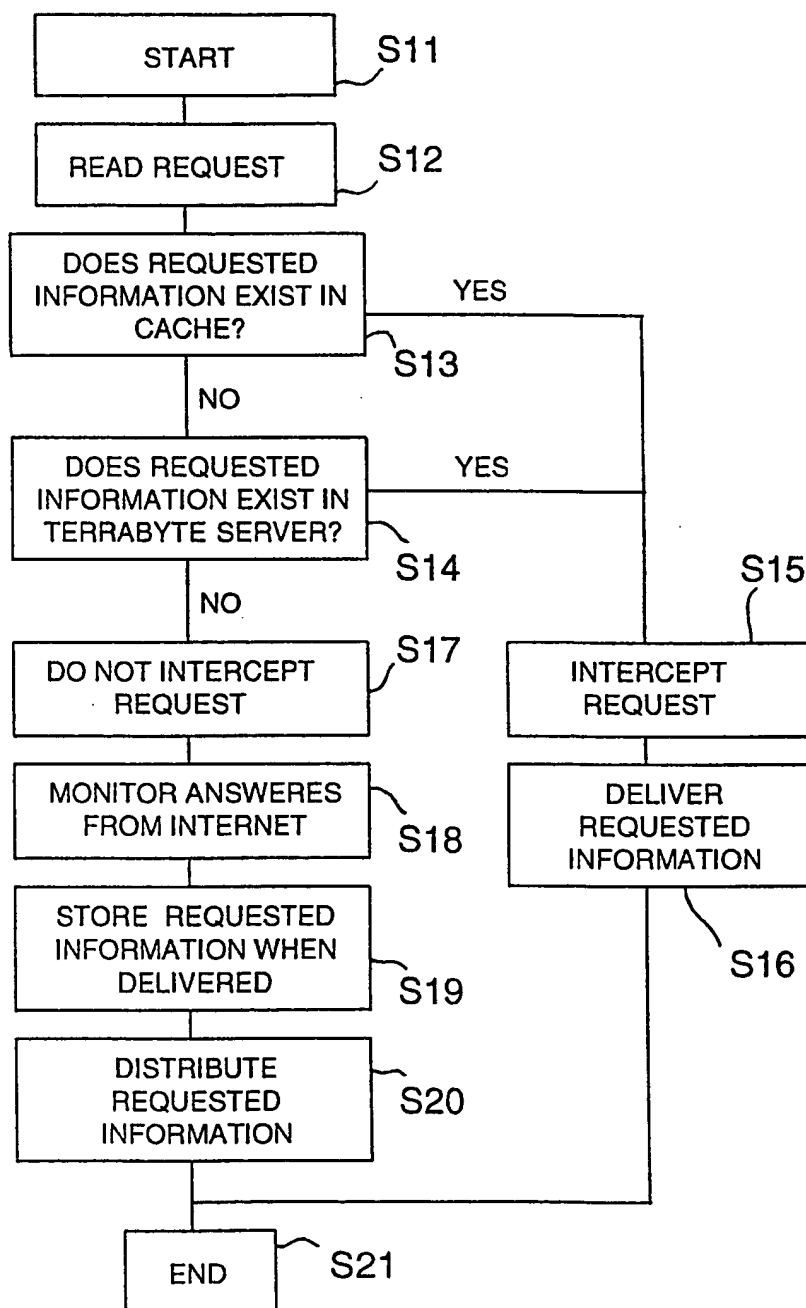 START
S11
READ REQUEST
S12
DOES REQUESTED
INFORMATION EXIST IN
CACHE?
YES
S13
NO
DOES REQUESTED
INFORMATION EXIST IN
TERRABYTE SERVER?
YES
S14
NO
S15
DO NOT INTERCEPT
REQUEST
S17
INTERCEPT
REQUEST
MONITOR ANSWERES
FROM INTERNET
S18
DELIVER
REQUESTED
INFORMATION
S16
STORE REQUESTED
INFORMATION WHEN
DELIVERED
S19
DISTRIBUTE
REQUESTED
INFORMATION
S20
END
S21